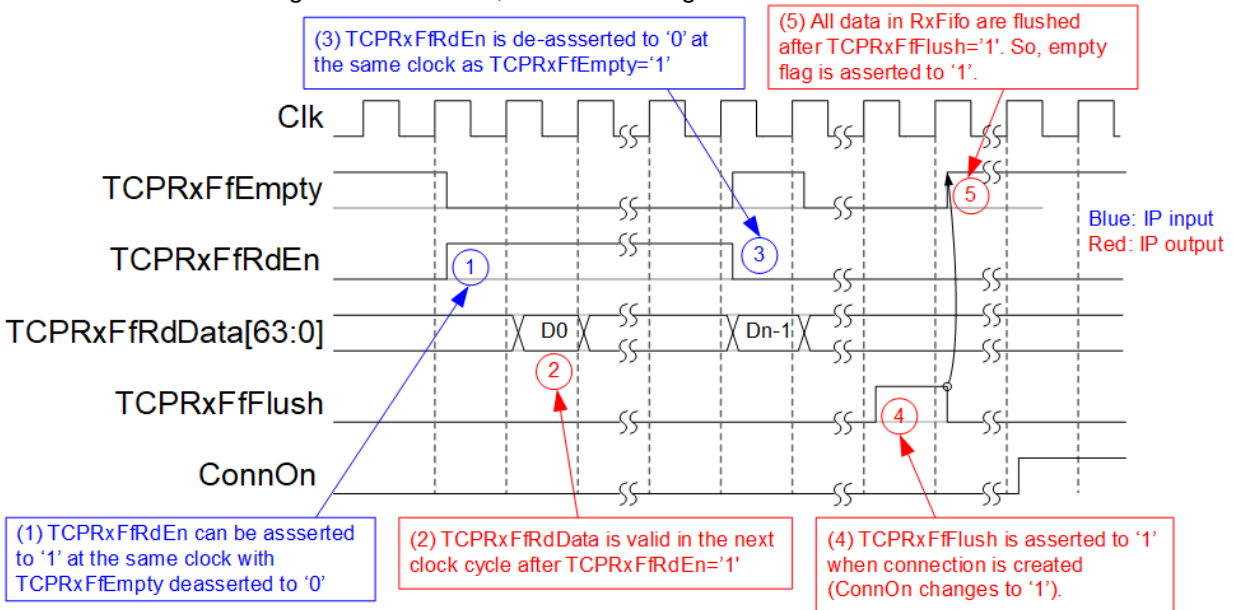 (3) TCPRxFfRdEn is de-assserted to ‘0’ at
the same clock as TCPRxFfEmpty=‘1’
(5) All data in RxFifo are flushed
after TCPRxFfFlush=’1'. So, empty
flag is asserted to ‘1’.
Clk
TCPRxFfEmpty
5
Blue: IP input
Red: IP output
TCPRxFfRdEn
1
3
TCPRxFfRdData[63:0]
D0
Dn-1
2
TCPRxFfFlush
4
ConnOn
(1) TCPRxFfRdEn can be assserted
to ‘1’ at the same clock with
TCPRxFfEmpty deasserted to ‘0’
(2) TCPRxFfRdData is valid in the next
clock cycle after TCPRxFfRdEn='1'
(4) TCPRxFfFlush is asserted to ‘1’
when connection is created
(ConnOn changes to ‘1’).